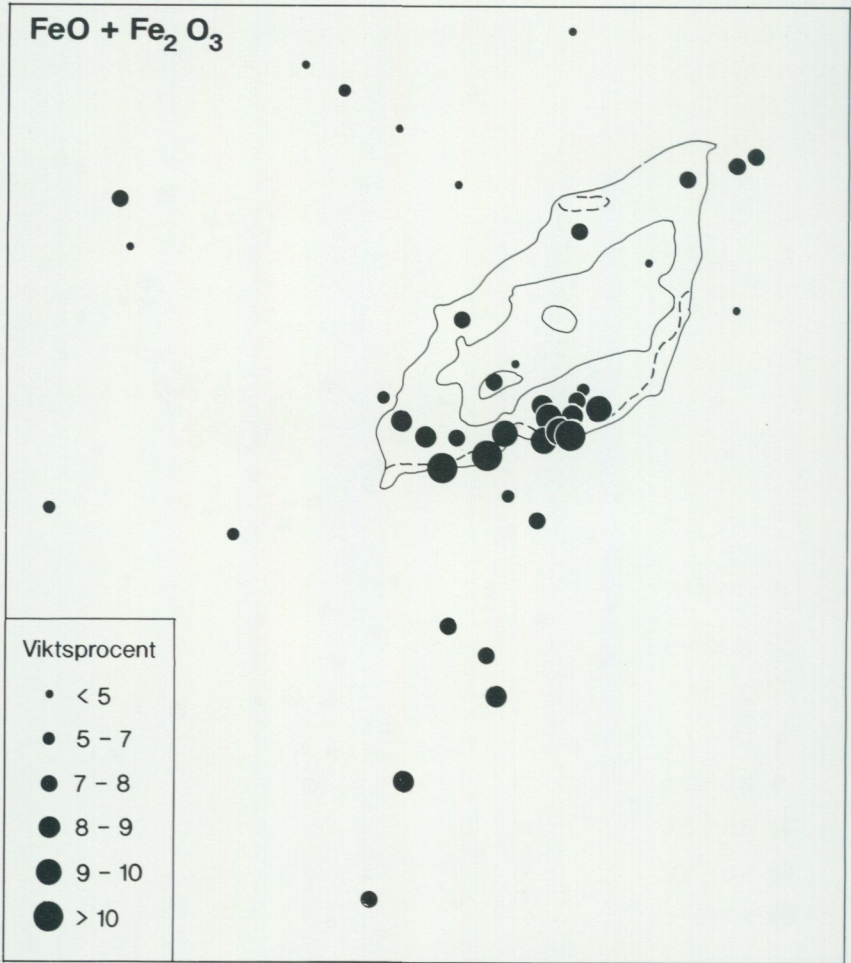 FeO + Fe₂ O₃
Viktsprocent
< 5
5 – 7
7 – 8
8 – 9
9 – 10
> 10